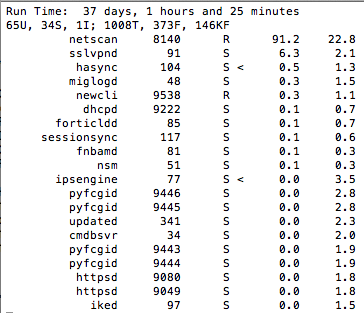 Run Time:  37 days, 1 hours and 25 minutes
65U, 34S, 1I; 1008T, 373F, 146KF
netscan 8140 R 91.2 22.8
sslvpnd 91 S 6.3 2.1
hasync 104 S < 0.5 1.3
miglogd 48 S 0.3 1.5
newcli 9538 R 0.3 1.1
dhcpd 9222 S 0.1 0.7
forticldd 85 S 0.1 0.7
sessionsync 117 S 0.1 0.6
fnbamd 81 S 0.1 0.3
nsm 51 S 0.1 0.3
ipsengine 77 S < 0.0 3.5
pyfcgid 9446 S 0.0 2.8
pyfcgid 9445 S 0.0 2.8
updated 341 S 0.0 2.3
cmdbsvr 34 S 0.0 2.0
pyfcgid 9443 S 0.0 1.9
pyfcgid 9444 S 0.0 1.9
httpsd 9080 S 0.0 1.8
httpsd 9049 S 0.0 1.8
iked 97 S 0.0 1.5